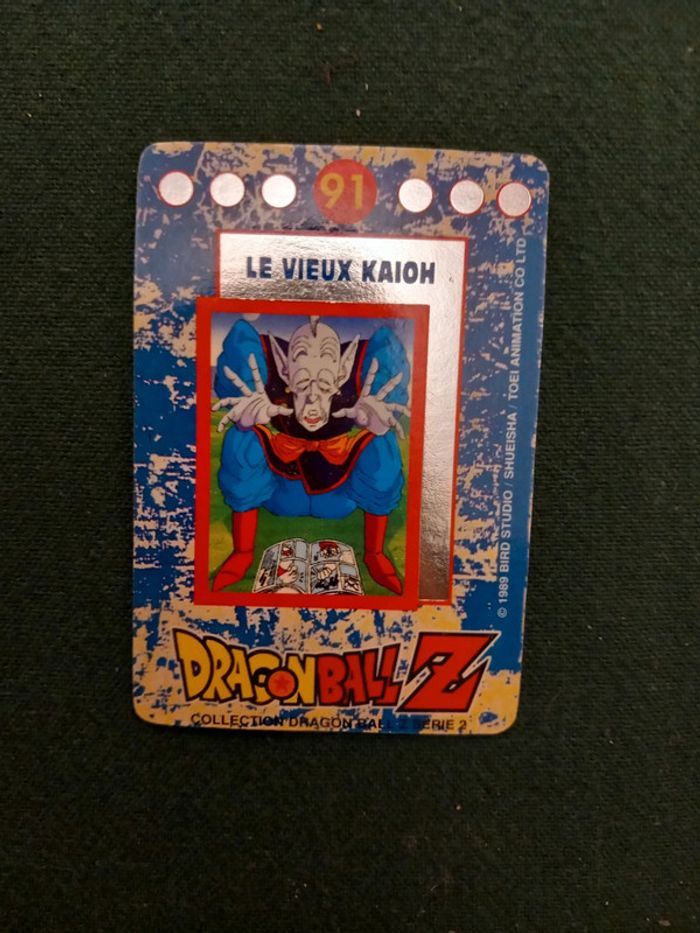 91
LE VIEUX KAIOH
© 1989 BIRD STUDIO / SHUEISHA TOEI ANIMATION CO LTD
DRAGON BALL Z
COLLECTION DRAGON BALL Z SERIE 2